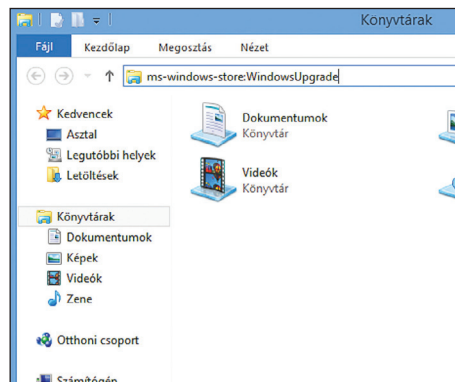 Könyvtárak
Fájl Kezdőlap Megosztás Nézet
ms-windows-store:WindowsUpgrade
Kedvencek
Asztal
Legutóbbi helyek
Letöltések
Könyvtárak
Dokumentumok
Képek
Videók
Zene
Otthoni csoport
Számítógép
Dokumentumok
Könyvtár
Videók
Könyvtár